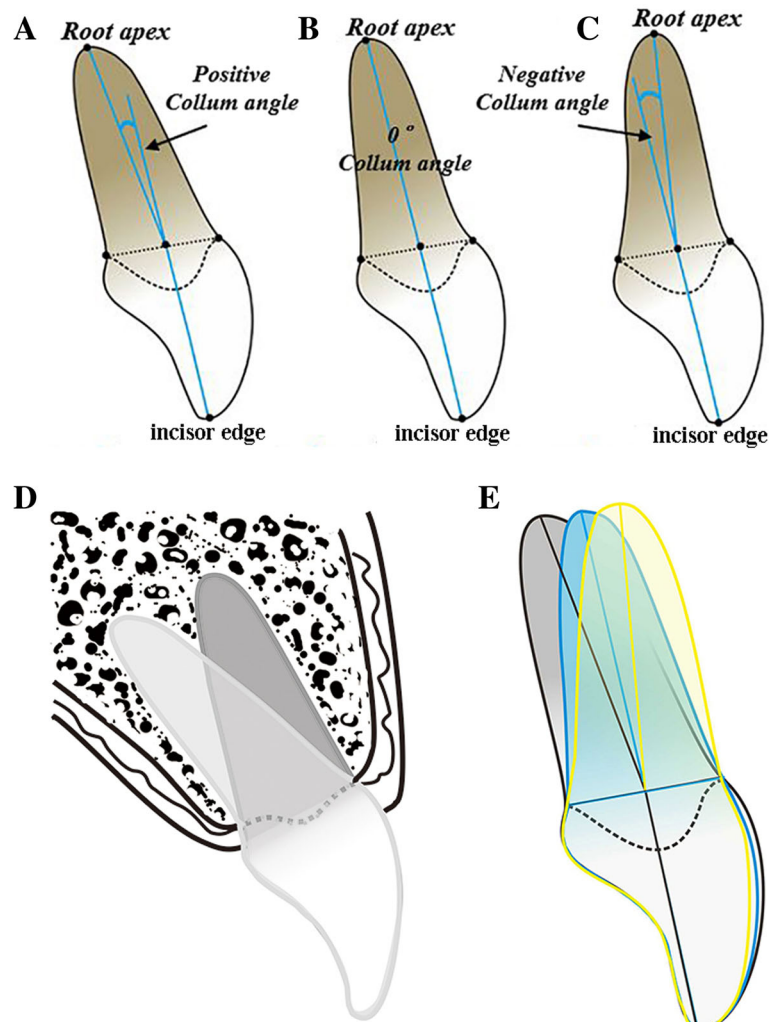 A
Root apex
Positive
Collum angle
incisor edge
B
Root apex
0 °
Collum angle
incisor edge
C
Root apex
Negative
Collum angle
incisor edge
D
E